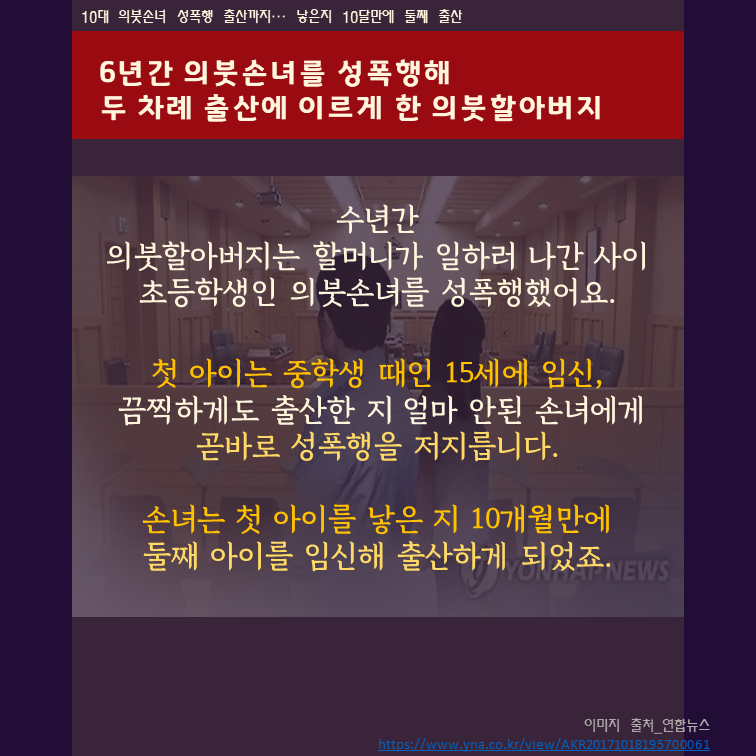 10대 의붓손녀 성폭행 출산까지… 낳은지 10달만에 둘째 출산
6년간 의붓손녀를 성폭행해
두 차례 출산에 이르게 한 의붓할아버지
수년간
의붓할아버지는 할머니가 일하러 나간 사이
초등학생인 의붓손녀를 성폭행했어요.
첫 아이는 중학생 때인 15세에 임신,
끔찍하게도 출산한 지 얼마 안된 손녀에게
곧바로 성폭행을 저지릅니다.
손녀는 첫 아이를 낳은 지 10개월만에
둘째 아이를 임신해 출산하게 되었죠.
YONHAP NEWS
이미지 출처_연합뉴스
https://www.yna.co.kr/view/AKR20171018195700061